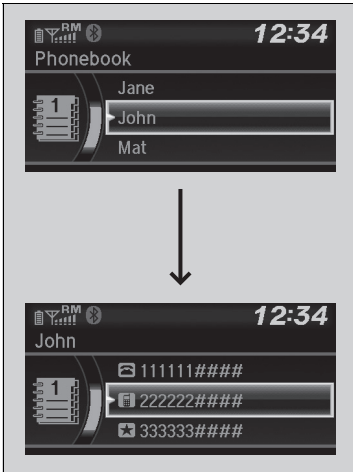 RM 12:34
Phonebook
Jane
1
John
Mat
RM 12:34
John
111111####
1
222222####
333333####